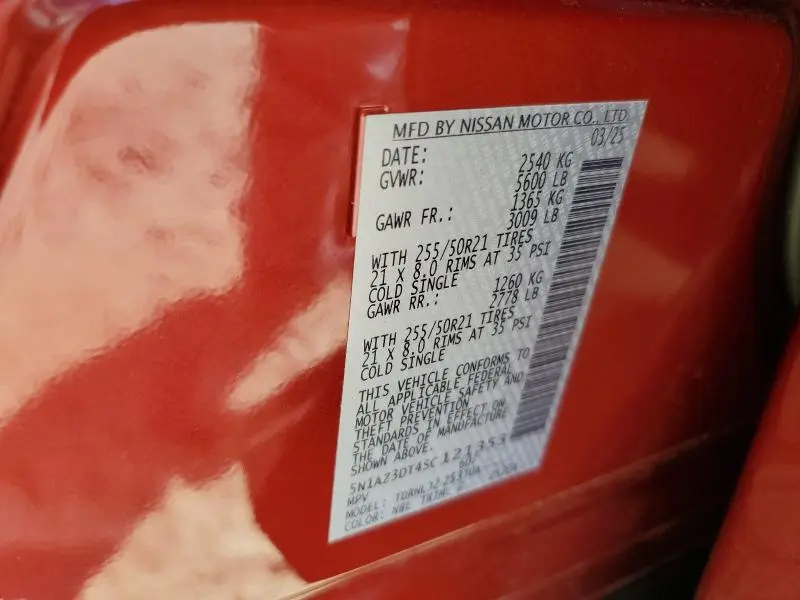 MFD BY NISSAN MOTOR CO., LTD.
DATE: 03/25
GVWR: 2540 KG
5600 LB
GAWR FR.: 1365 KG
3009 LB
WITH 255/50R21 TIRES
21 X 8.0 RIMS AT 35 PSI
COLD SINGLE
GAWR RR.: 1260 KG
2778 LB
WITH 255/50R21 TIRES
21 X 8.0 RIMS AT 35 PSI
COLD SINGLE
THIS VEHICLE CONFORMS TO
ALL APPLICABLE FEDERAL
MOTOR VEHICLE SAFETY AND
THEFT PREVENTION
STANDARDS IN EFFECT ON
THE DATE OF MANUFACTURE
SHOWN ABOVE.
5N1AZ3DT4SC121353
MPV
MODEL:
COLOR: NBL TRIM: